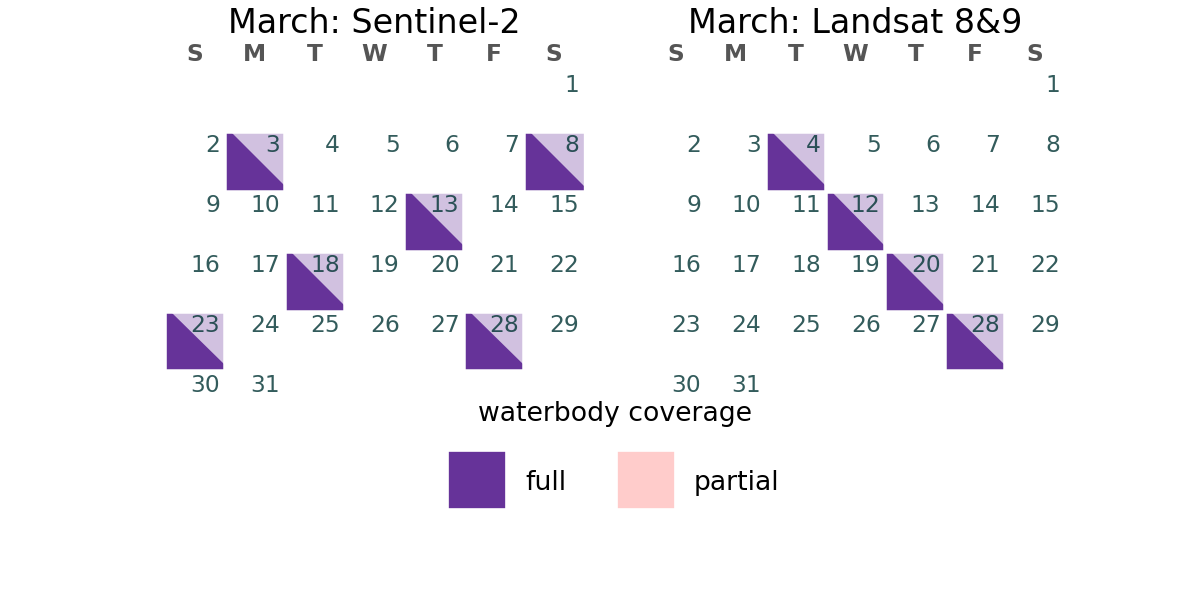 March: Sentinel-2
S M T W T F S
1
2 3 4 5 6 7 8
9 10 11 12 13 14 15
16 17 18 19 20 21 22
23 24 25 26 27 28 29
30 31
March: Landsat 8&9
S M T W T F S
1
2 3 4 5 6 7 8
9 10 11 12 13 14 15
16 17 18 19 20 21 22
23 24 25 26 27 28 29
30 31
waterbody coverage
full
partial